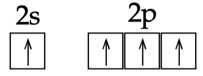 2s 2p
↑ ↑ ↑ ↑